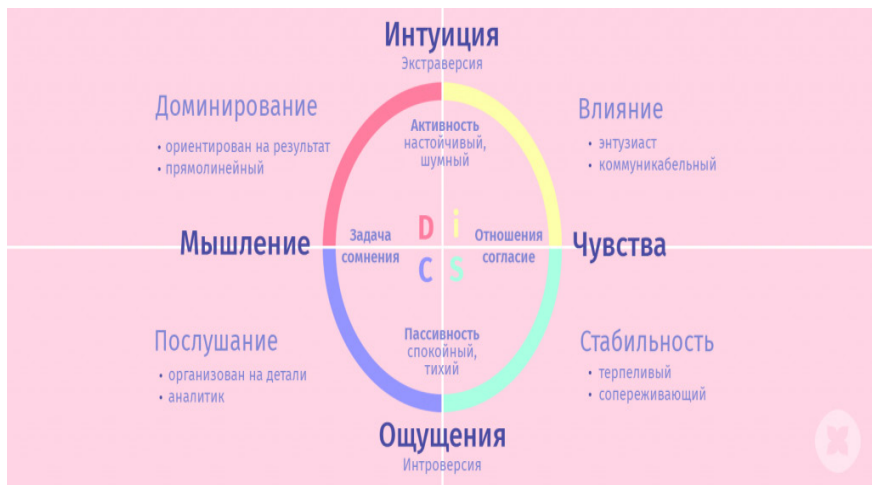 Интуиция
Экстраверсия
Доминирование
• ориентирован на результат
• прямолинейный
Активность
настойчивый,
шумный
Влияние
• энтузиаст
• коммуникабельный
Мышление
Задача
сомнения
D i
C S
Отношения
согласие
Чувства
Послушание
• организован на детали
• аналитик
Пассивность
спокойный,
тихий
Стабильность
• терпеливый
• сопереживающий
Ощущения
Интроверсия